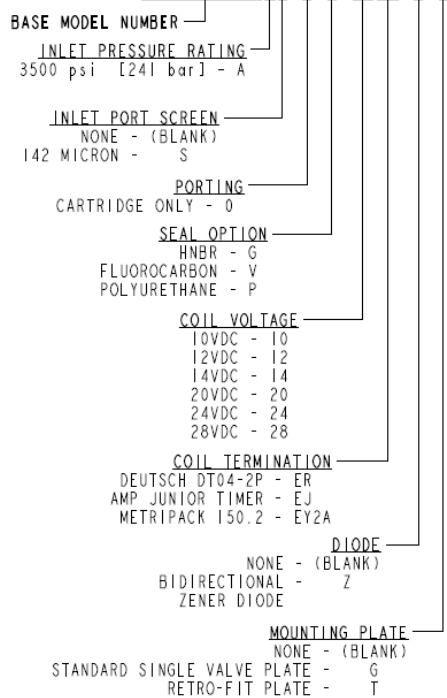 BASE MODEL NUMBER
INLET PRESSURE RATING
3500 psi [241 bar] - A
INLET PORT SCREEN
NONE - (BLANK)
142 MICRON - S
PORTING
CARTRIDGE ONLY - 0
SEAL OPTION
HNBR - G
FLUOROCARBON - V
POLYURETHANE - P
COIL VOLTAGE
10VDC - 10
12VDC - 12
14VDC - 14
20VDC - 20
24VDC - 24
28VDC - 28
COIL TERMINATION
DEUTSCH DT04-2P - ER
AMP JUNIOR TIMER - EJ
METRIPACK 150.2 - EY2A
DIODE
NONE - (BLANK)
BIDIRECTIONAL - Z
ZENER DIODE
MOUNTING PLATE
NONE - (BLANK)
STANDARD SINGLE VALVE PLATE - G
RETRO-FIT PLATE - T